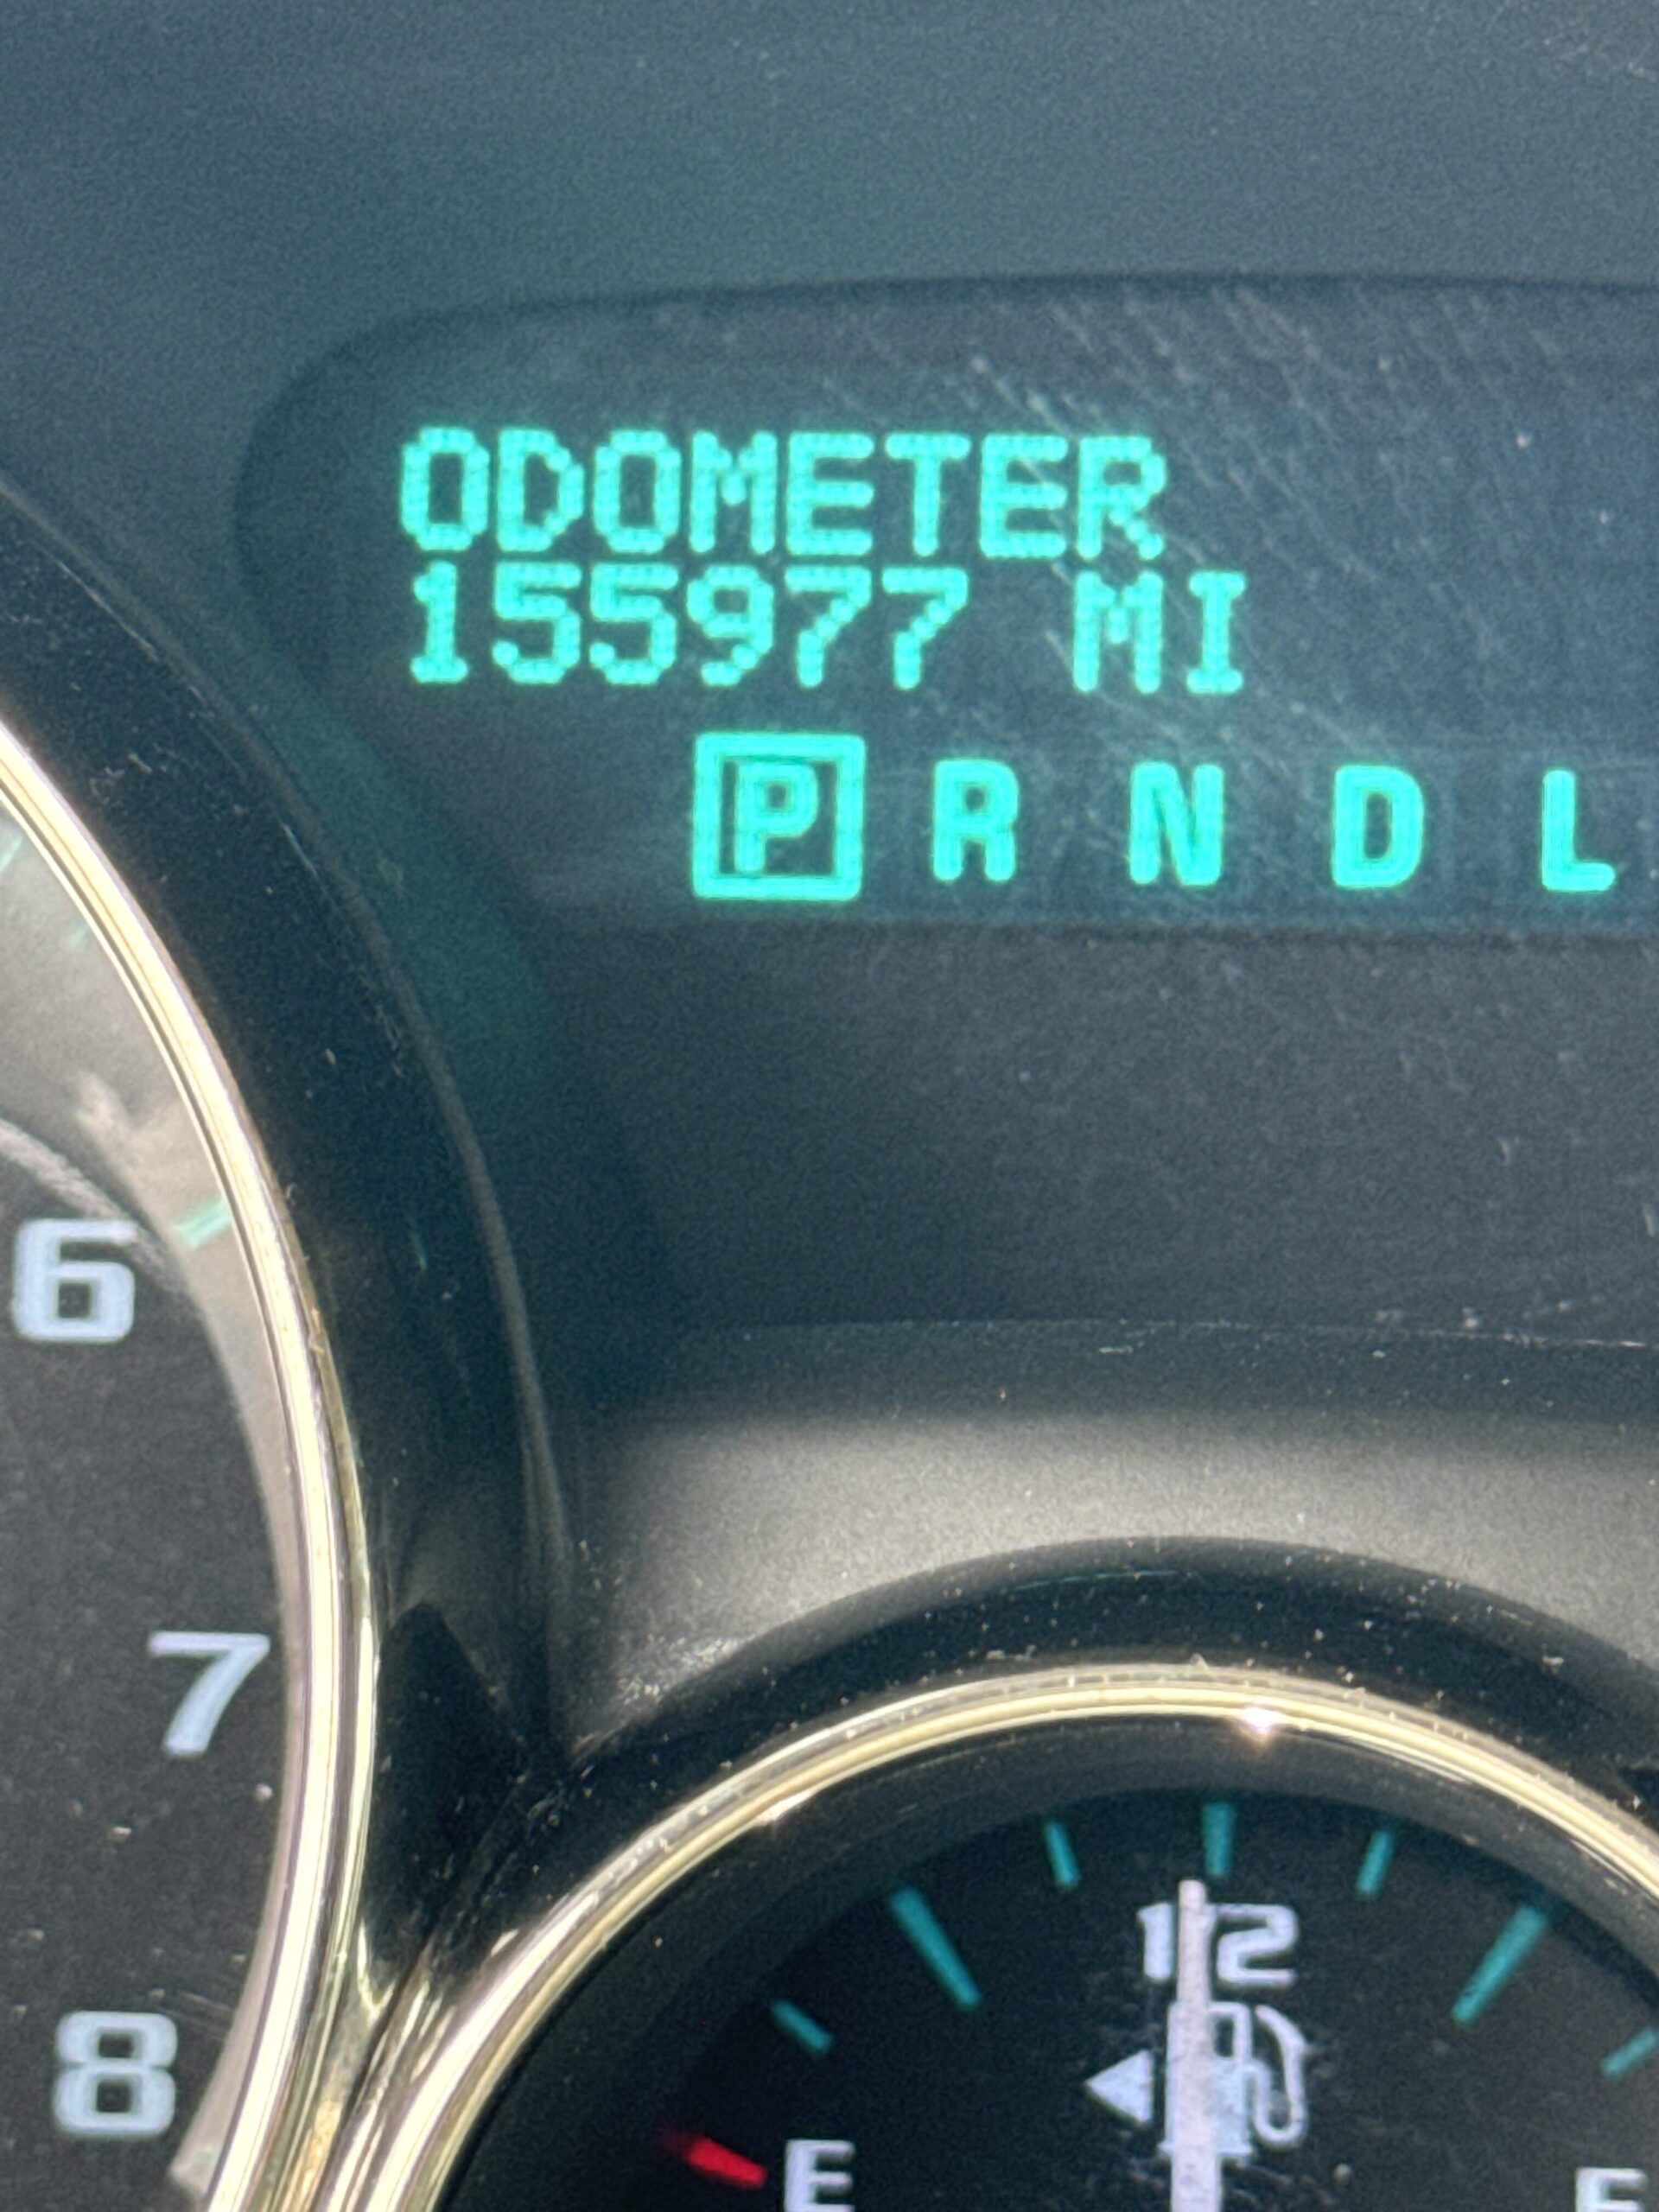 ODOMETER
155977 MI
P R N D L
6
7
8
1/2
E
F